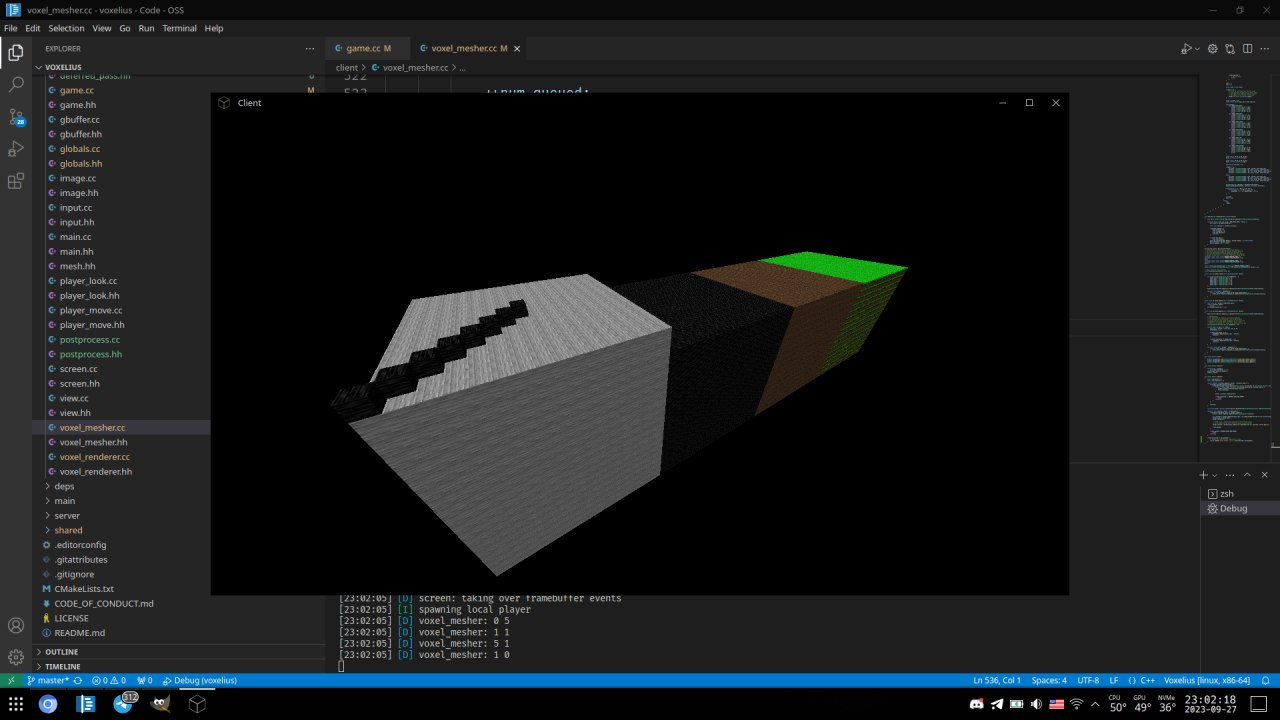 voxel_mesher.cc - voxelius - Code - OSS
File Edit Selection View Go Run Terminal Help
EXPLORER
game.cc M
voxel_mesher.cc M
VOXELIUS
client > voxel_mesher.cc > ...
deferred_pass.hh U
522
game.cc M
523 ++num_queued;
Client
game.hh
gbuffer.cc
gbuffer.hh
globals.cc
globals.hh
image.cc
image.hh
input.cc
input.hh
main.cc
main.hh
mesh.hh
player_look.cc
player_look.hh
player_move.cc
player_move.hh
postprocess.cc
postprocess.hh
screen.cc
screen.hh
view.cc
view.hh
voxel_mesher.cc
voxel_mesher.hh
voxel_renderer.cc
voxel_renderer.hh
deps
main
server
shared
.editorconfig
.gitattributes
.gitignore
CMakeLists.txt
CODE_OF_CONDUCT.md
LICENSE
README.md
OUTLINE
TIMELINE
zsh
Debug
[23:02:05] [D] screen: taking over framebuffer events
[23:02:05] [I] spawning local player
[23:02:05] [D] voxel_mesher: 0 5
[23:02:05] [D] voxel_mesher: 1 1
[23:02:05] [D] voxel_mesher: 5 1
[23:02:05] [D] voxel_mesher: 1 0
master* 0 0 0 Debug (voxelius)
Ln 536, Col 1 Spaces: 4 UTF-8 LF {} C++ Voxelius [linux, x86-64]
312
CPU 50° GPU 49° NVMe 36°
23:02:18
2023-09-27